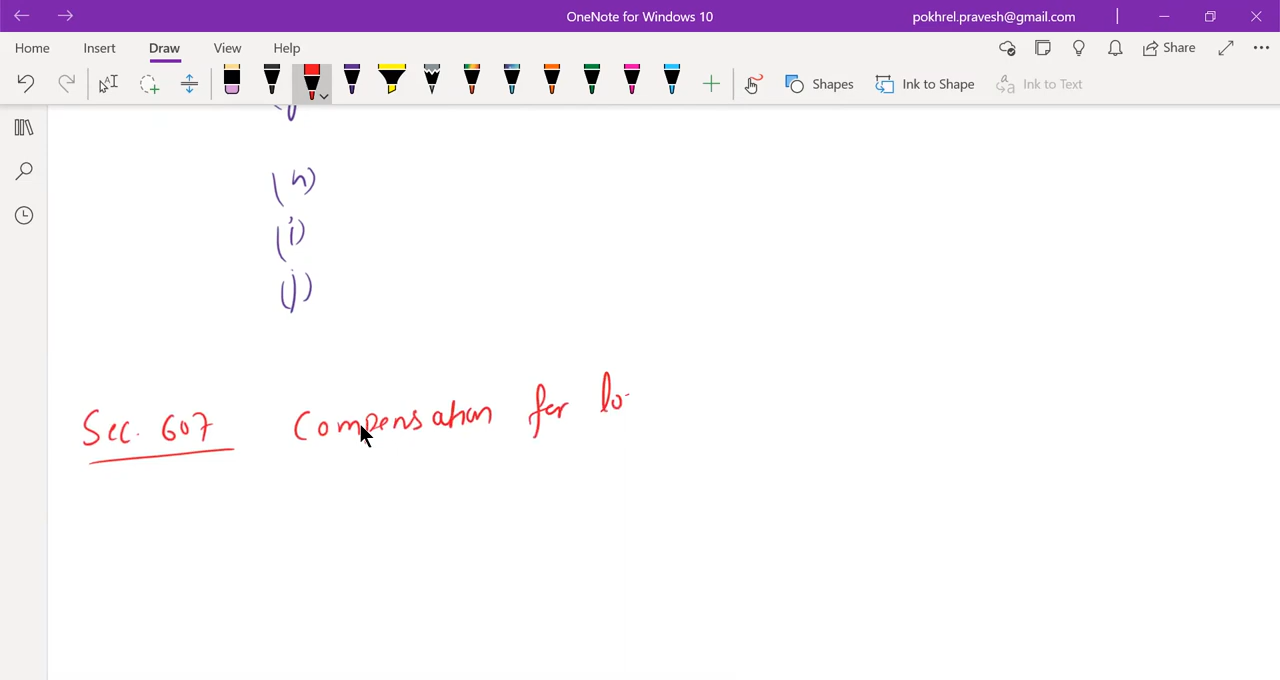 OneNote for Windows 10 pokhrel.pravesh@gmail.com
Home Insert Draw View Help Share
Shapes Ink to Shape Ink to Text
(h)
(i)
(j)
Sec. 607 Compensation for lo